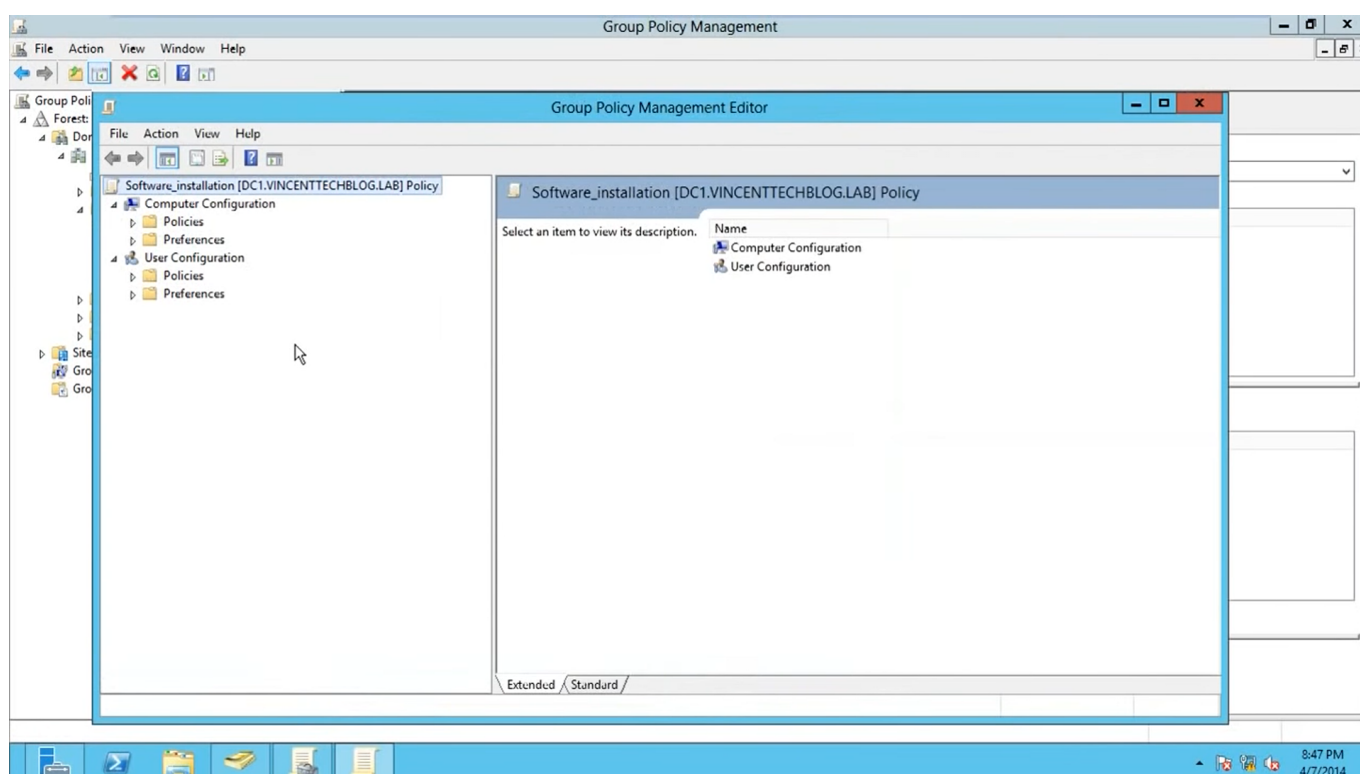 Group Policy Management
File Action View Window Help
Group Poli
Forest:
Dor
Site
Gro
Gro
Group Policy Management Editor
File Action View Help
Software_installation [DC1.VINCENTTECHBLOG.LAB] Policy
Computer Configuration
Policies
Preferences
User Configuration
Policies
Preferences
Software_installation [DC1.VINCENTTECHBLOG.LAB] Policy
Select an item to view its description.
Name
Computer Configuration
User Configuration
Extended Standard
8:47 PM
4/7/2014